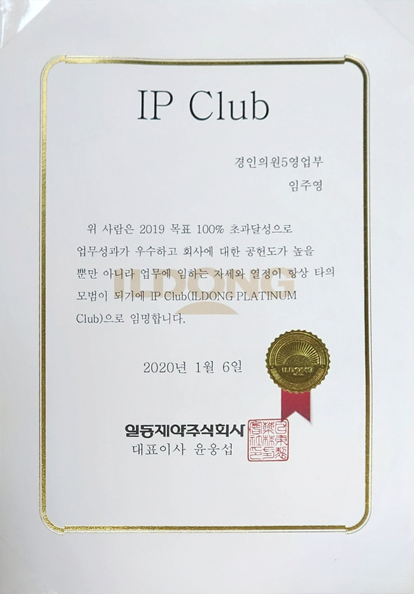 IP Club
경인의원5영업부
임주영
위 사람은 2019 목표 100% 초과달성으로
업무성과가 우수하고 회사에 대한 공헌도가 높을
뿐만 아니라 업무에 임하는 자세와 열정이 항상 타의
모범이 되기에 IP Club(ILDONG PLATINUM
Club)으로 임명합니다.
ILDONG
2020년 1월 6일
ILDONG
일동제약주식회사
대표이사 윤웅섭